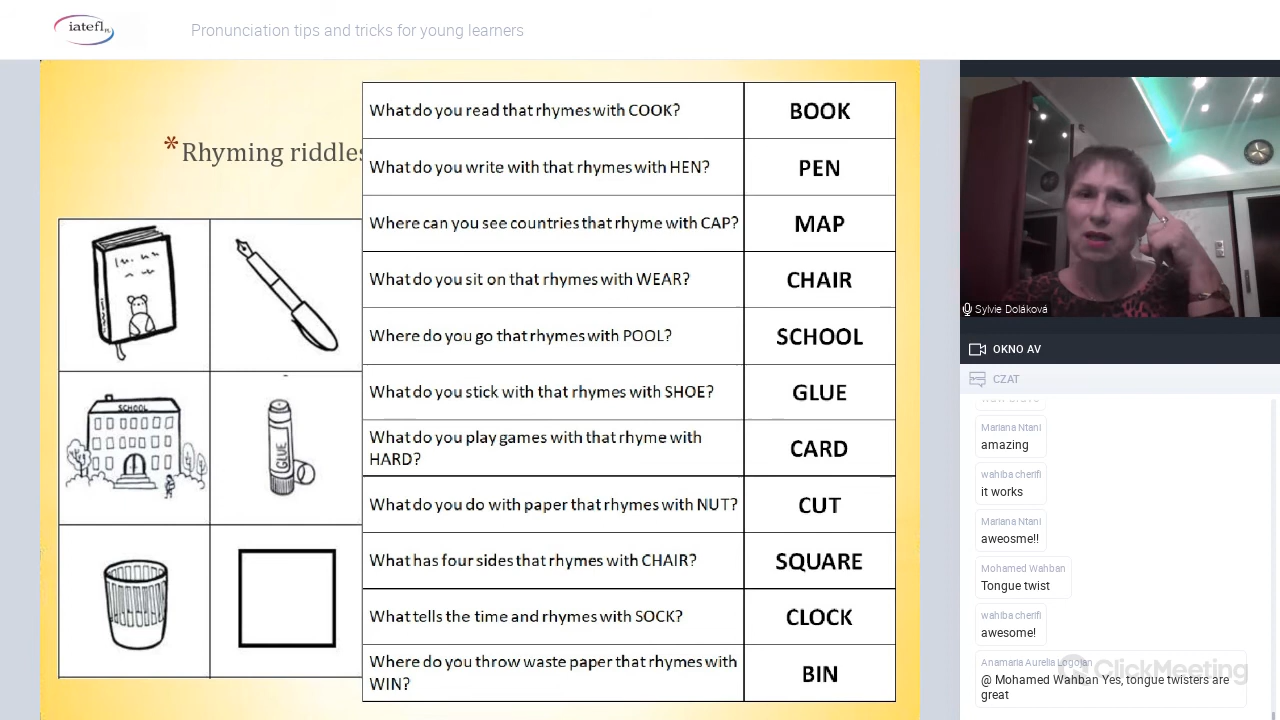 iatefl PL
Pronunciation tips and tricks for young learners
* Rhyming riddles
What do you read that rhymes with COOK?
BOOK
What do you write with that rhymes with HEN?
PEN
Where can you see countries that rhyme with CAP?
MAP
What do you sit on that rhymes with WEAR?
CHAIR
Where do you go that rhymes with POOL?
SCHOOL
What do you stick with that rhymes with SHOE?
GLUE
What do you play games with that rhyme with
HARD?
CARD
What do you do with paper that rhymes with NUT?
CUT
What has four sides that rhymes with CHAIR?
SQUARE
What tells the time and rhymes with SOCK?
CLOCK
Where do you throw waste paper that rhymes with
WIN?
BIN
SCHOOL
GLUE
Sylvie Doláková
OKNO AV
CZAT
Mariana Ntani
amazing
wahiba cherifi
it works
Mariana Ntani
aweosme!!
Mohamed Wahban
Tongue twist
wahiba cherifi
awesome!
Anamaria Aurelia Logojan
@ Mohamed Wahban Yes, tongue twisters are
great
ClickMeeting